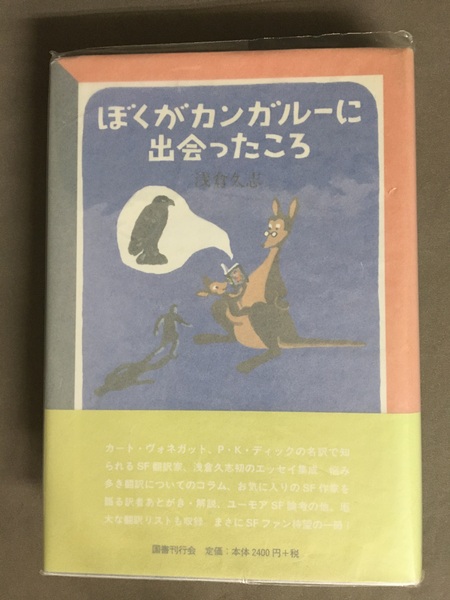 ぼくがカンガルーに
出会ったころ
浅倉久志
カート・ヴォネガット、P・K・ディックの名訳で知
られるSF翻訳家、浅倉久志初のエッセイ集成。悩み
多き翻訳についてのコラム、お気に入りのSF作家を
語る訳者あとがき・解説、ユーモアSF談奇の他、
大な翻訳リストも収録。まさにSFファン待望の一冊！
国書刊行会 定価：本体2400円＋税